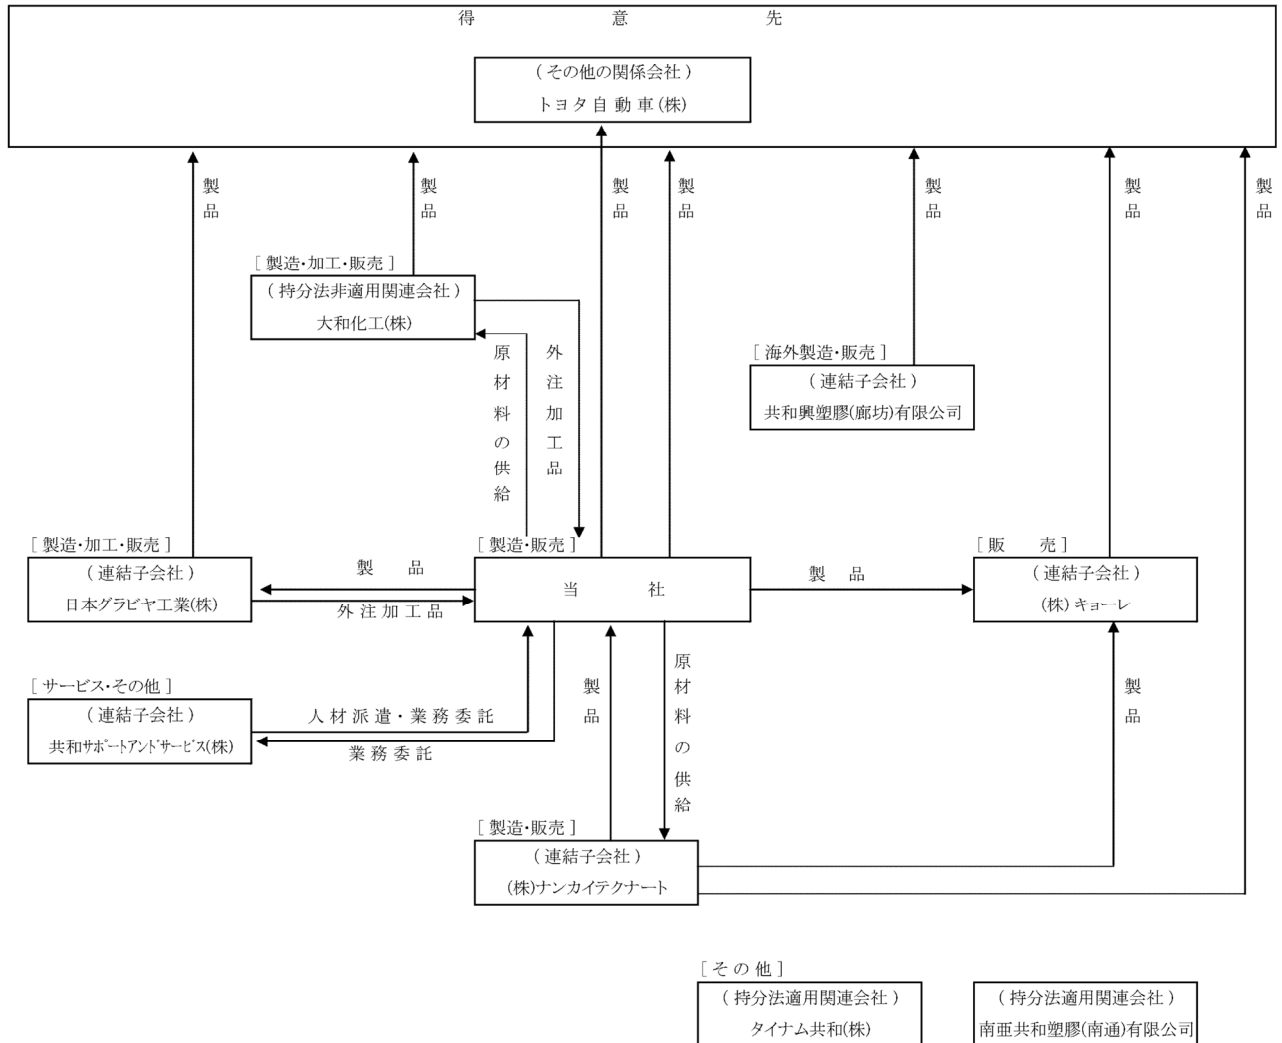 得意先
(その他の関係会社)
トヨタ自動車(株)
製品
製品
製品
製品
製品
製品
製品
[製造・加工・販売]
(持分法非適用関連会社)
大和化工(株)
原材料の供給
外注加工品
[海外製造・販売]
(連結子会社)
共和興塑膠(廊坊)有限公司
[製造・加工・販売]
(連結子会社)
日本グラビヤ工業(株)
製品
外注加工品
[製造・販売]
当社
製品
[販売]
(連結子会社)
(株)キョーレ
[サービス・その他]
(連結子会社)
共和サポートアンドサービス(株)
人材派遣・業務委託
業務委託
製品
原材料の供給
製品
[製造・販売]
(連結子会社)
(株)ナンカイテクナート
[その他]
(持分法適用関連会社)
タイナム共和(株)
(持分法適用関連会社)
南亜共和塑膠(南通)有限公司